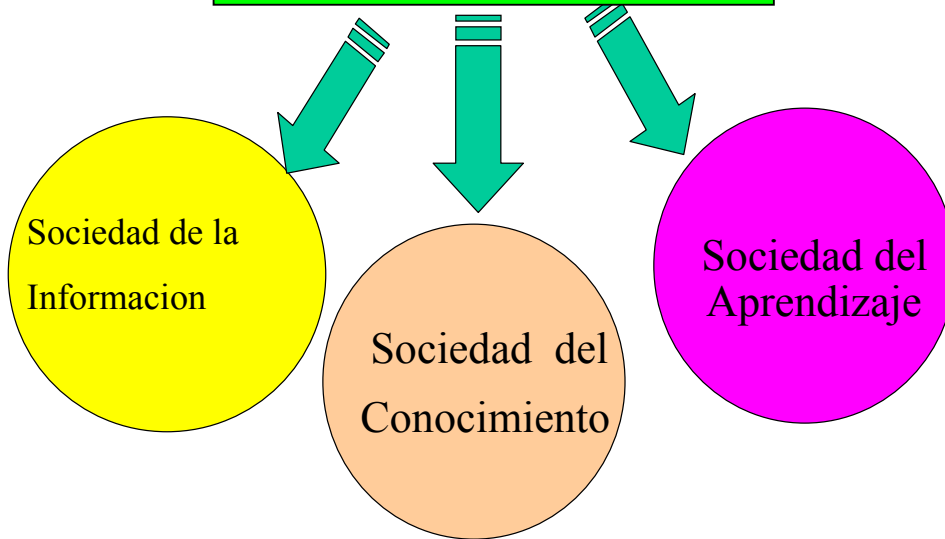 Sociedad de la
Informacion
Sociedad del
Conocimiento
Sociedad del
Aprendizaje